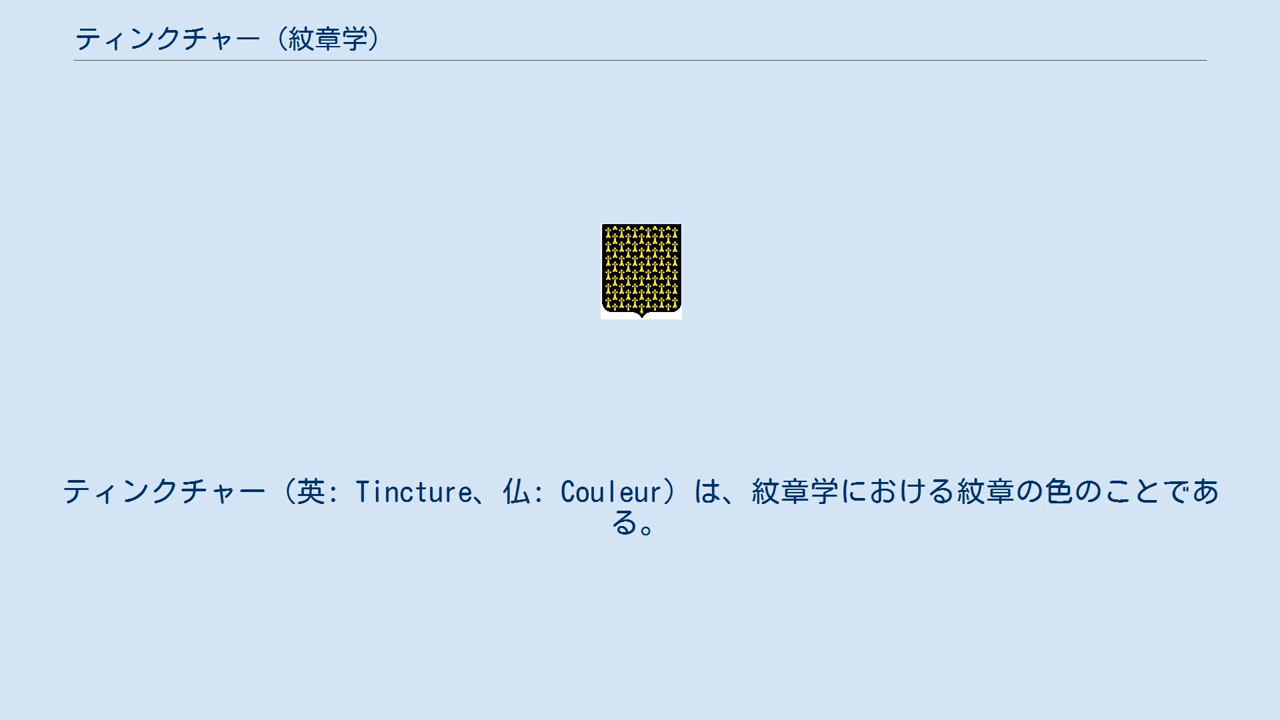 ティンクチャー（紋章学）
ティンクチャー（英: Tincture、仏: Couleur）は、紋章学における紋章の色のことであ
る。